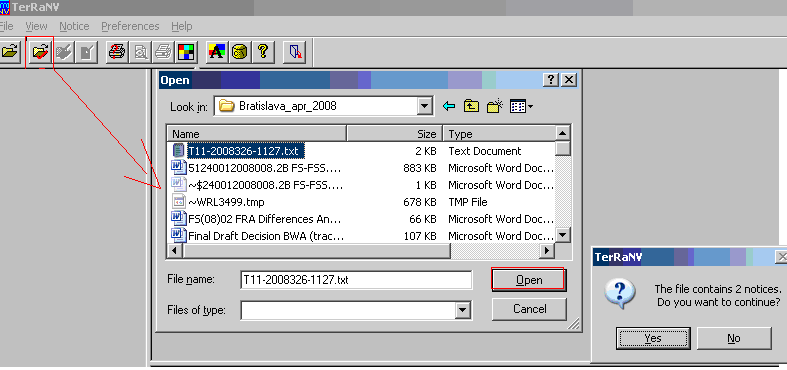 TerRaNV
File View Notice Preferences Help
Open
Look in: Bratislava_apr_2008
Name Size Type
T11-2008326-1127.txt 2 KB Text Document
51240012008008.2B FS-FSS.... 883 KB Microsoft Word Doc...
~$240012008008.2B FS-FSS.... 1 KB Microsoft Word Doc...
~WRL3499.tmp 678 KB TMP File
FS(08)02 FRA Differences An... 66 KB Microsoft Word Doc...
Final Draft Decision BWA (trac... 107 KB Microsoft Word Doc...
File name: T11-2008326-1127.txt Open
Files of type: Cancel
TerRaNV
The file contains 2 notices.
Do you want to continue?
Yes No